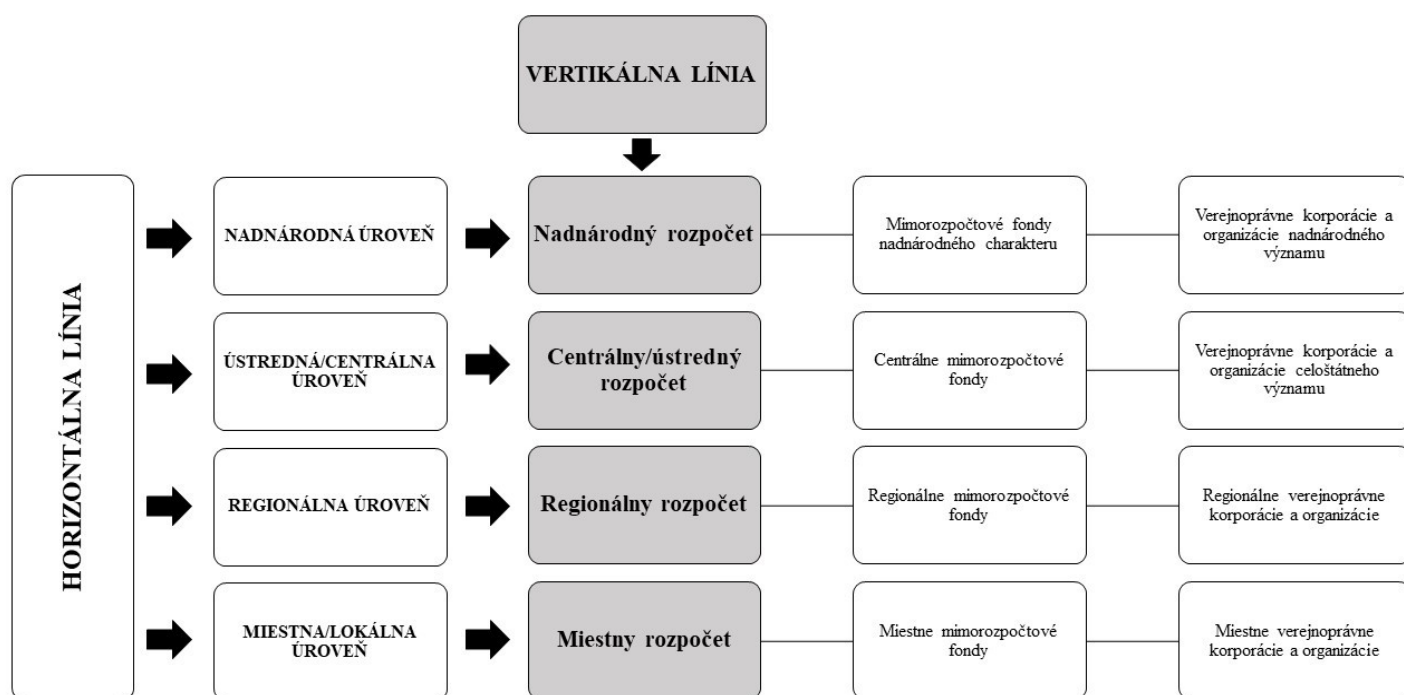 VERTIKÁLNA LÍNIA
HORIZONTÁLNA LÍNIA
NADNÁRODNÁ ÚROVEŇ
Nadnárodný rozpočet
Mimorozpočtové fondy
nadnárodného charakteru
Verejnoprávne korporácie a
organizácie nadnárodného
významu
ÚSTREDNÁ/CENTRÁLNA
ÚROVEŇ
Centrálny/ústredný
rozpočet
Centrálne mimorozpočtové
fondy
Verejnoprávne korporácie a
organizácie celoštátneho
významu
REGIONÁLNA ÚROVEŇ
Regionálny rozpočet
Regionálne mimorozpočtové
fondy
Regionálne verejnoprávne
korporácie a organizácie
MIESTNA/LOKÁLNA
ÚROVEŇ
Miestny rozpočet
Miestne mimorozpočtové
fondy
Miestne verejnoprávne
korporácie a organizácie